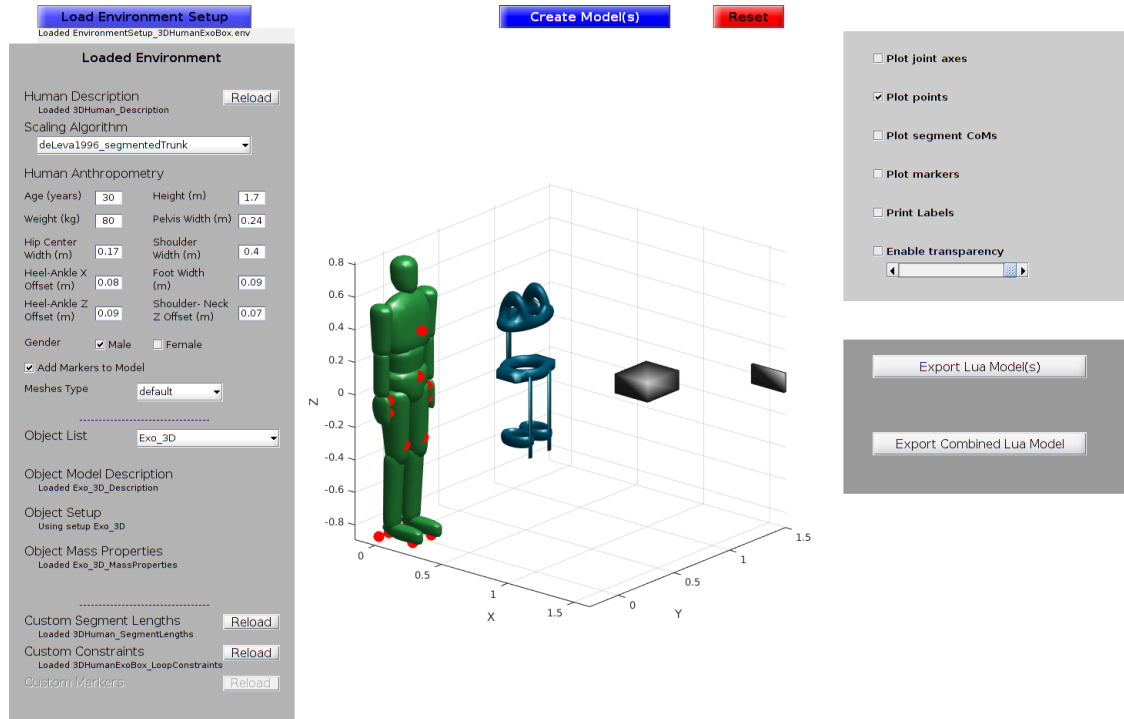 Load Environment Setup
Loaded EnvironmentSetup_3DHumanExoBox.env
Loaded Environment
Human Description
Reload
Loaded 3DHuman_Description
Scaling Algorithm
deLeva1996_segmentedTrunk
Human Anthropometry
Age (years) 30 Height (m) 1.7
Weight (kg) 80 Pelvis Width (m) 0.24
Hip Center
Width (m) 0.17
Shoulder
Width (m) 0.4
Heel-Ankle X
Offset (m) 0.08
Foot Width
(m) 0.09
Heel-Ankle Z
Offset (m) 0.09
Shoulder- Neck
Z Offset (m) 0.07
Gender Male Female
Add Markers to Model
Meshes Type default
---------------------------------
Object List Exo_3D
Object Model Description
Loaded Exo_3D_Description
Object Setup
Using setup Exo_3D
Object Mass Properties
Loaded Exo_3D_MassProperties
---------------------------------
Custom Segment Lengths Reload
Loaded 3DHuman_SegmentLengths
Custom Constraints Reload
Loaded 3DHumanExoBox_LoopConstraints
Custom Markers Reload
Create Model(s)
Reset
0.8
0.6
0.4
0.2
0
-0.2
-0.4
-0.6
-0.8
Z
0
0.5
1
1.5
X
0
0.5
1
1.5
Y
Plot joint axes
Plot points
Plot segment CoMs
Plot markers
Print Labels
Enable transparency
Export Lua Model(s)
Export Combined Lua Model